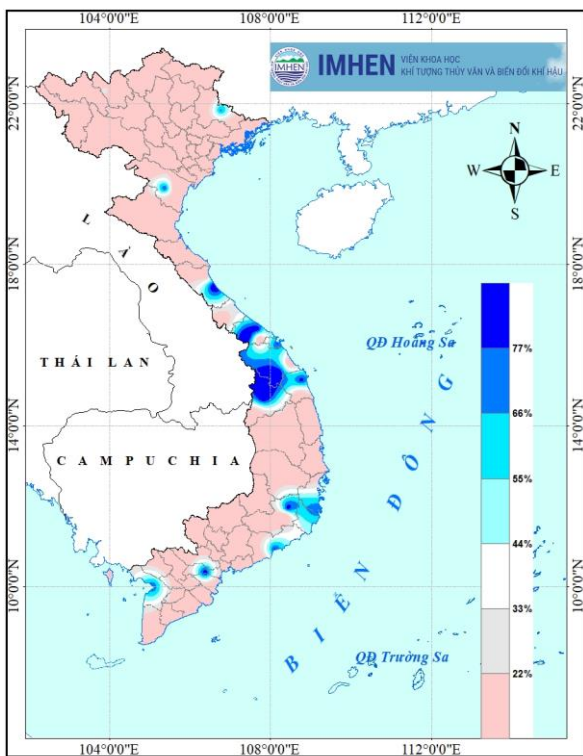 104°0'0"E 108°0'0"E 112°0'0"E
IMHEN
IMHEN
VIỆN KHOA HỌC
KHÍ TƯỢNG THỦY VĂN VÀ BIẾN ĐỔI KHÍ HẬU
22°0'0"N
22°0'0"N
N
W E
S
18°0'0"N
18°0'0"N
L À O
THÁI LAN
QĐ Hoàng Sa
77%
66%
14°0'0"N
14°0'0"N
CAMPUCHIA
55%
44%
10°0'0"N
10°0'0"N
33%
22%
BIỂN ĐÔNG
QĐ Trường Sa
104°0'0"E 108°0'0"E 112°0'0"E